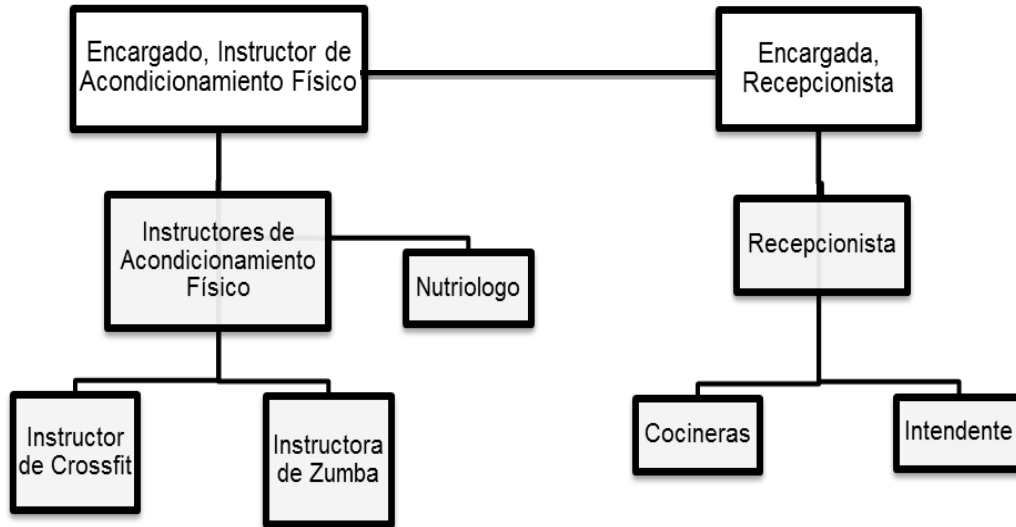 Encargado, Instructor de
Acondicionamiento Físico
Encargada,
Recepcionista
Instructores de
Acondicionamiento
Físico
Nutriologo
Recepcionista
Instructor
de Crossfit
Instructora
de Zumba
Cocineras
Intendente